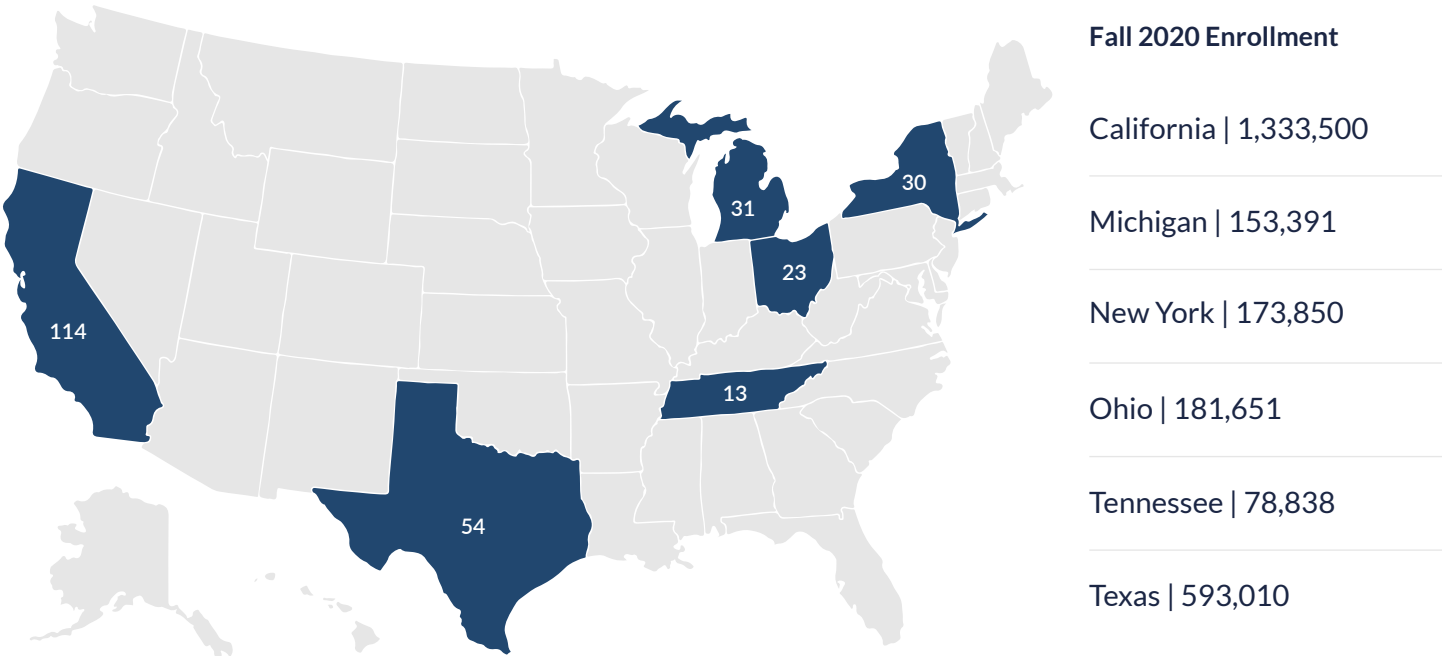 Fall 2020 Enrollment
California | 1,333,500
Michigan | 153,391
New York | 173,850
Ohio | 181,651
Tennessee | 78,838
Texas | 593,010
30
31
23
114
13
54